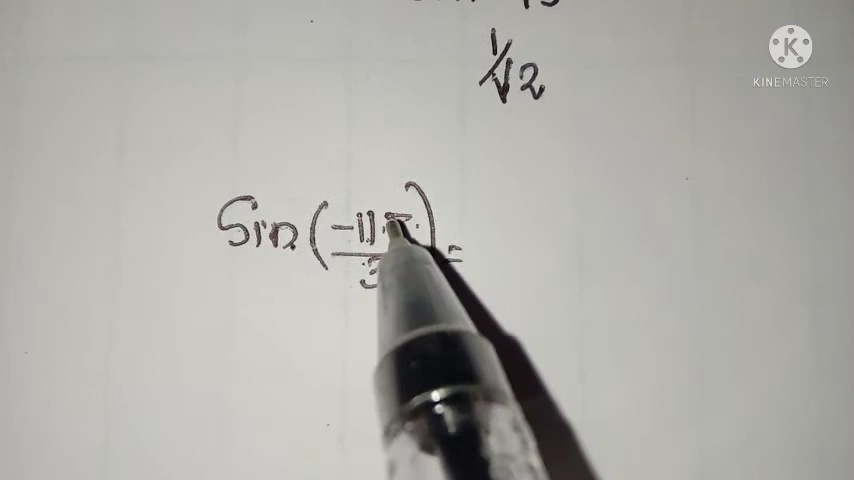 1/√2
K
KINEMASTER
Sin(-11π/3) =